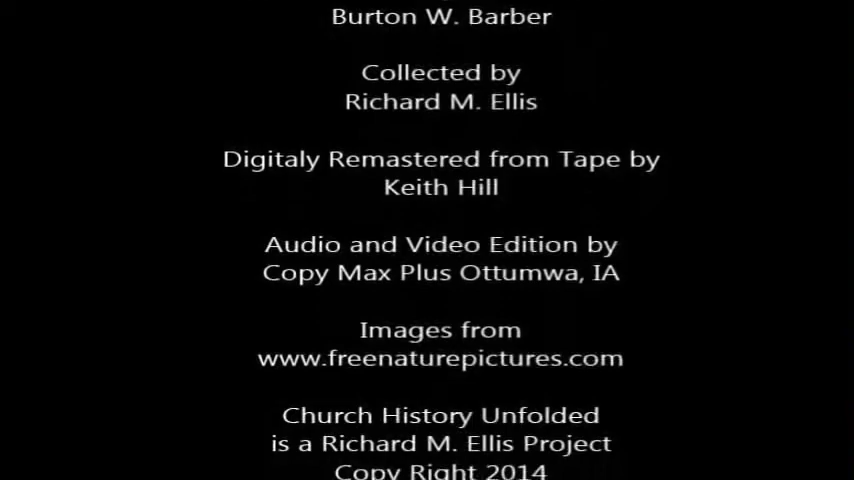 Burton W. Barber
Collected by
Richard M. Ellis
Digitaly Remastered from Tape by
Keith Hill
Audio and Video Edition by
Copy Max Plus Ottumwa, IA
Images from
www.freenaturepictures.com
Church History Unfolded
is a Richard M. Ellis Project
Copy Right 2014